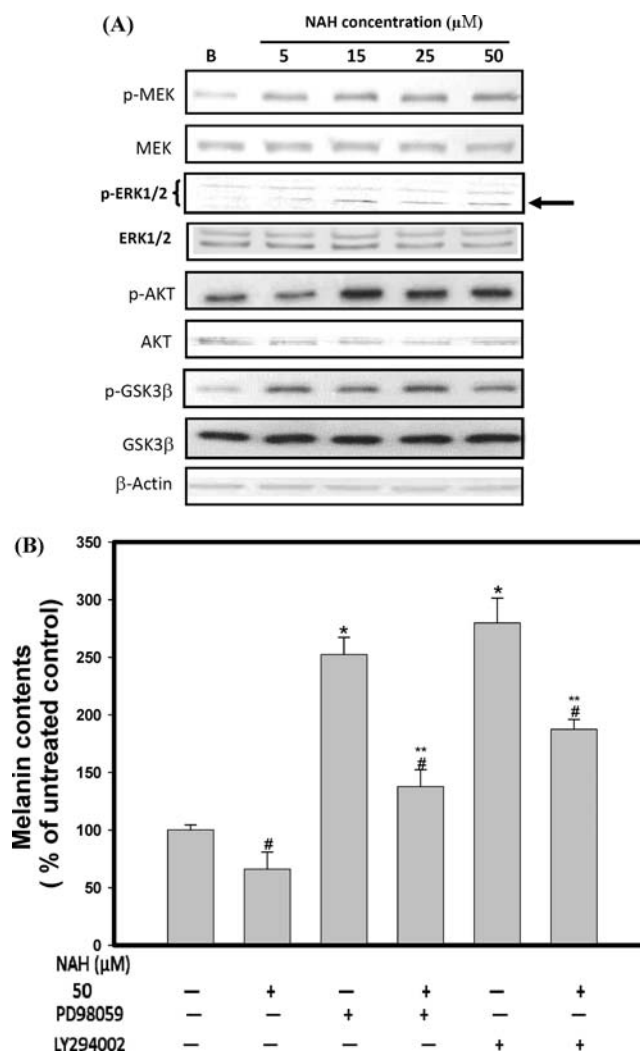 (A)
NAH concentration (μM)
B 5 15 25 50
p-MEK
MEK
p-ERK1/2
ERK1/2
p-AKT
AKT
p-GSK3β
GSK3β
β-Actin
(B)
Melanin contents
( % of untreated control)
350
300
250
200
150
100
50
0
#
*
**
#
*
**
#
NAH (μM)
50 — + — + — +
PD98059 — — + + — —
LY294002 — — — — + +